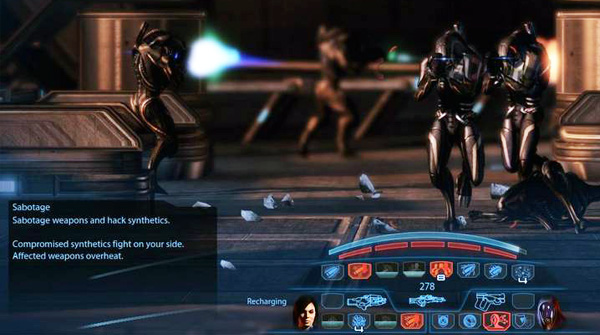 Sabotage
Sabotage weapons and hack synthetics.
Compromised synthetics fight on your side.
Affected weapons overheat.
278
Recharging